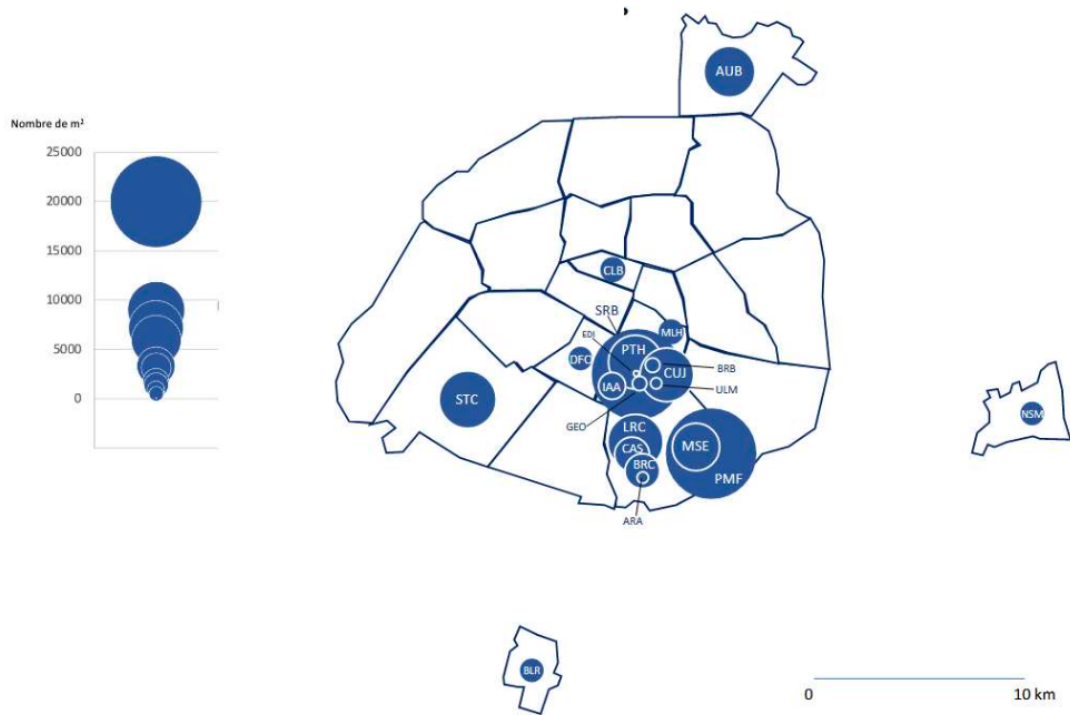 AUB
Nombre de m²
25000
20000
15000
10000
5000
0
CLB
SRB
MLH
EDI
PTH
DFC
CUJ
BRB
IAA
ULM
STC
GEO
LRC
CAS
MSE
BRC
PMF
ARA
NSM
BLR
0 10 km